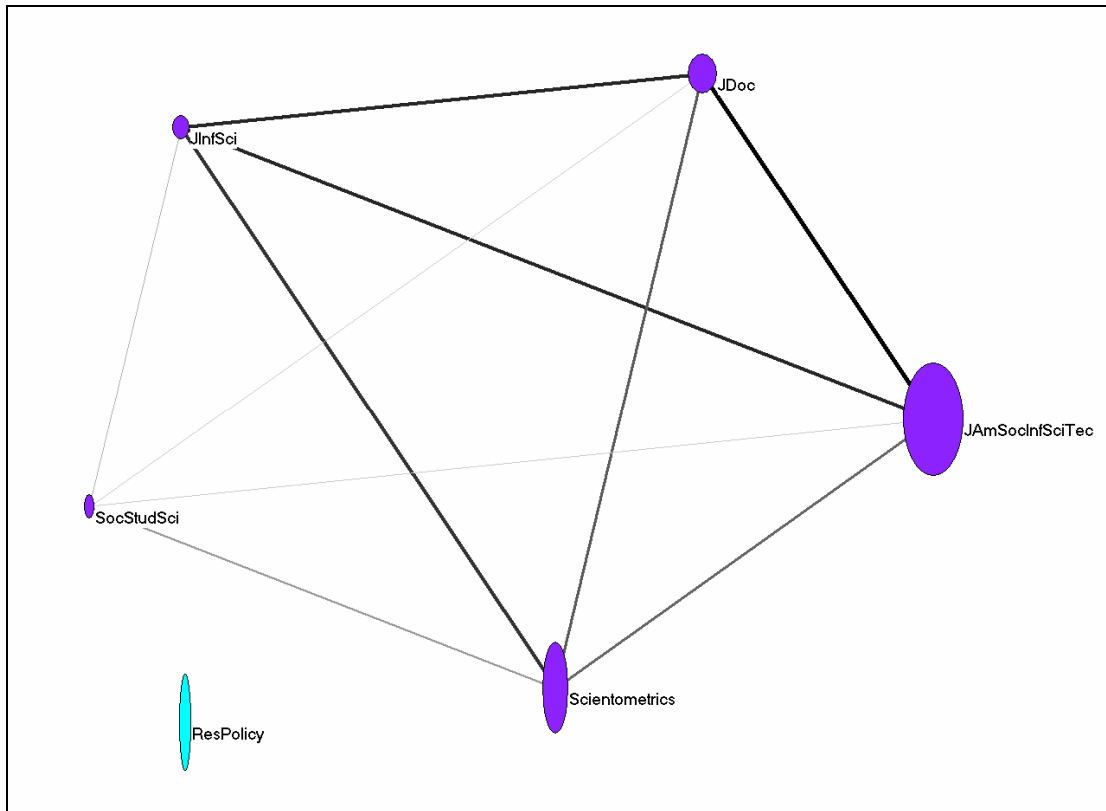 JDoc
JInfSci
JAmSocInfSciTec
SocStudSci
Scientometrics
ResPolicy